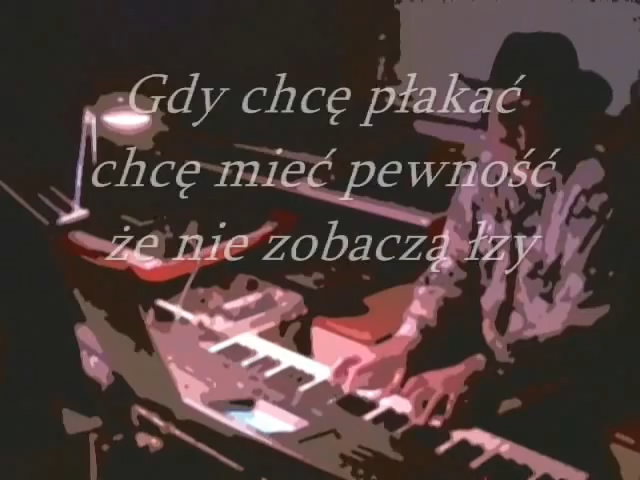 Gdy chcę płakać
chcę mieć pewność
że nie zobaczą łzy